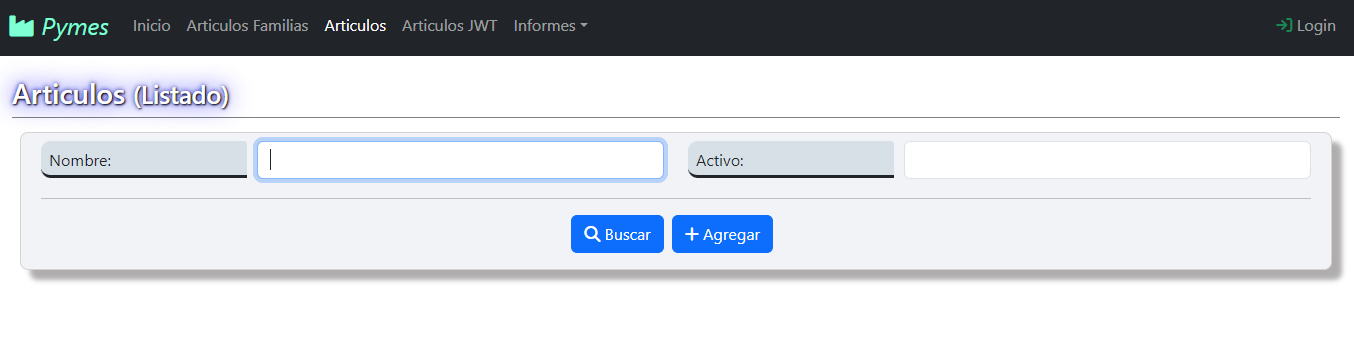 Pymes Inicio Articulos Familias Articulos Articulos JWT Informes Login
Articulos (Listado)
Nombre: Activo:
Buscar Agregar